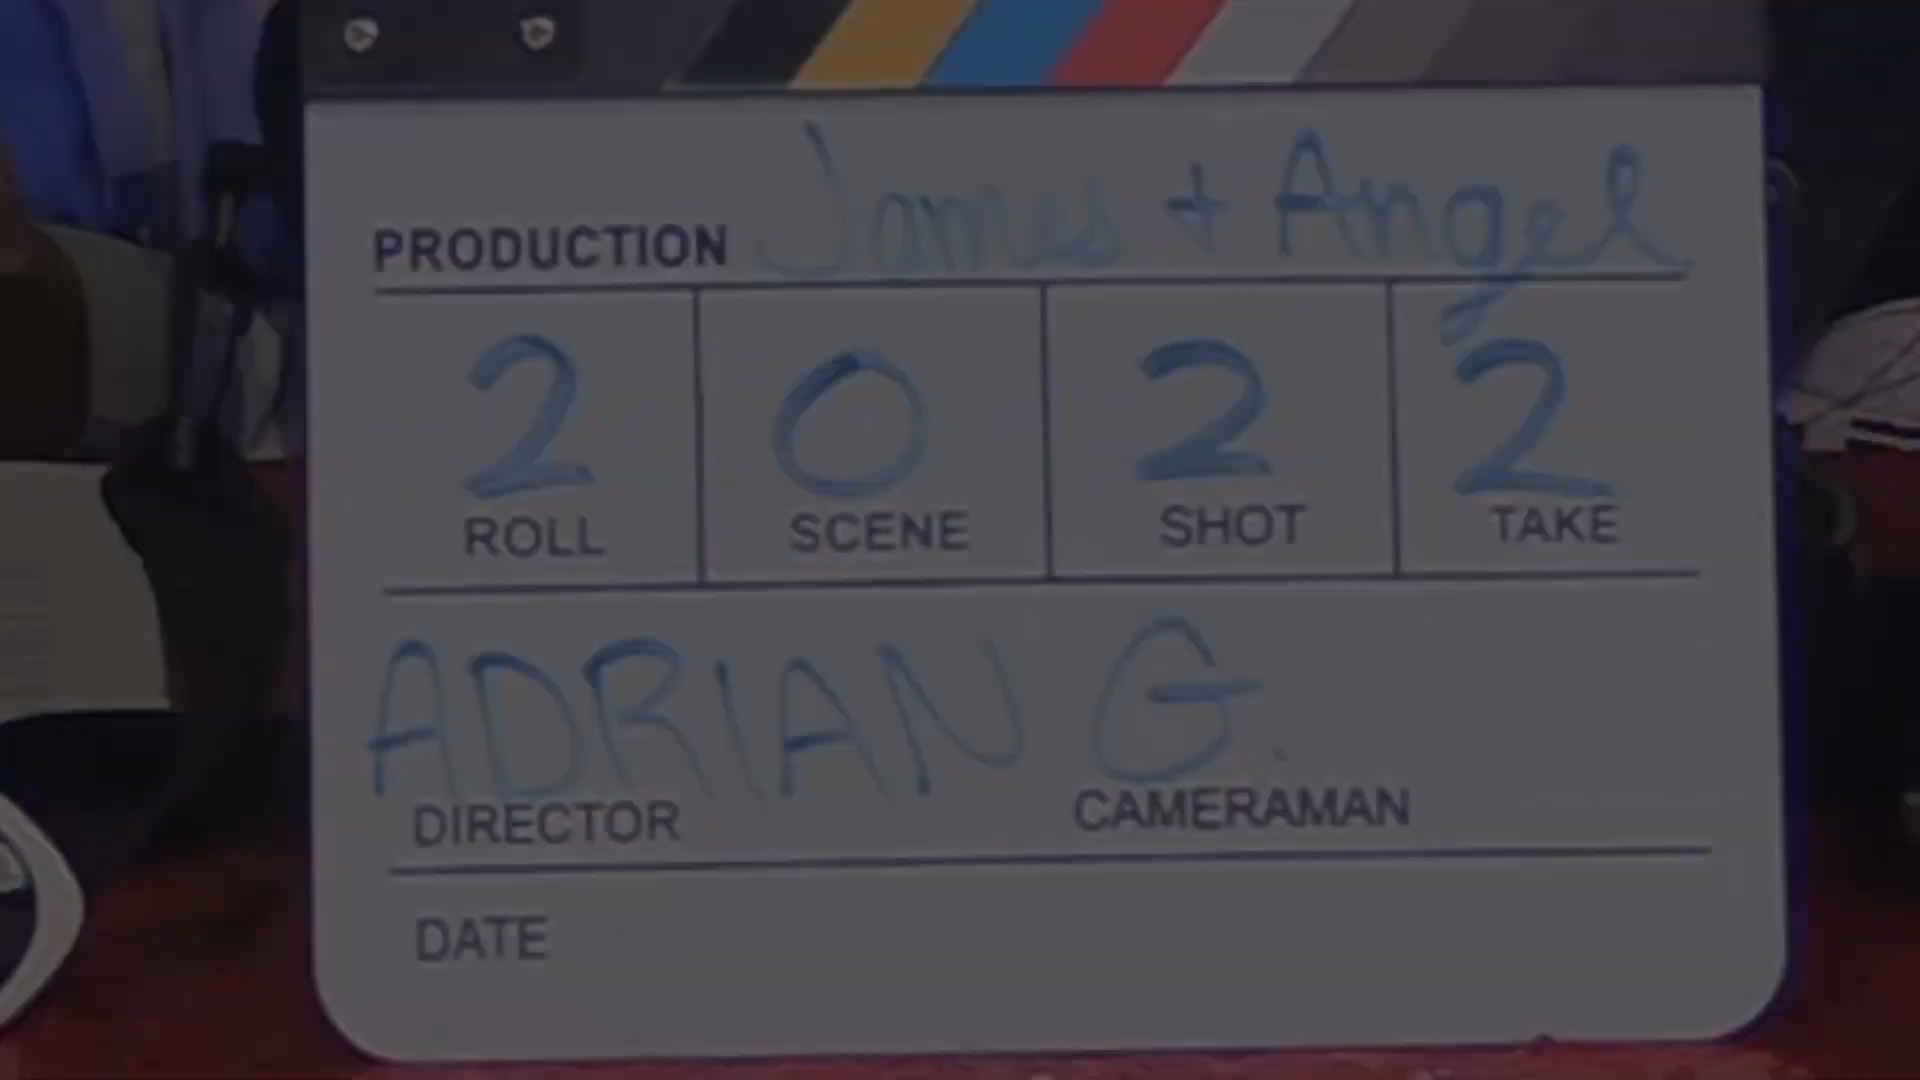 PRODUCTION James + Angel
2 0 2 2
ROLL SCENE SHOT TAKE
ADRIAN G.
DIRECTOR CAMERAMAN
DATE